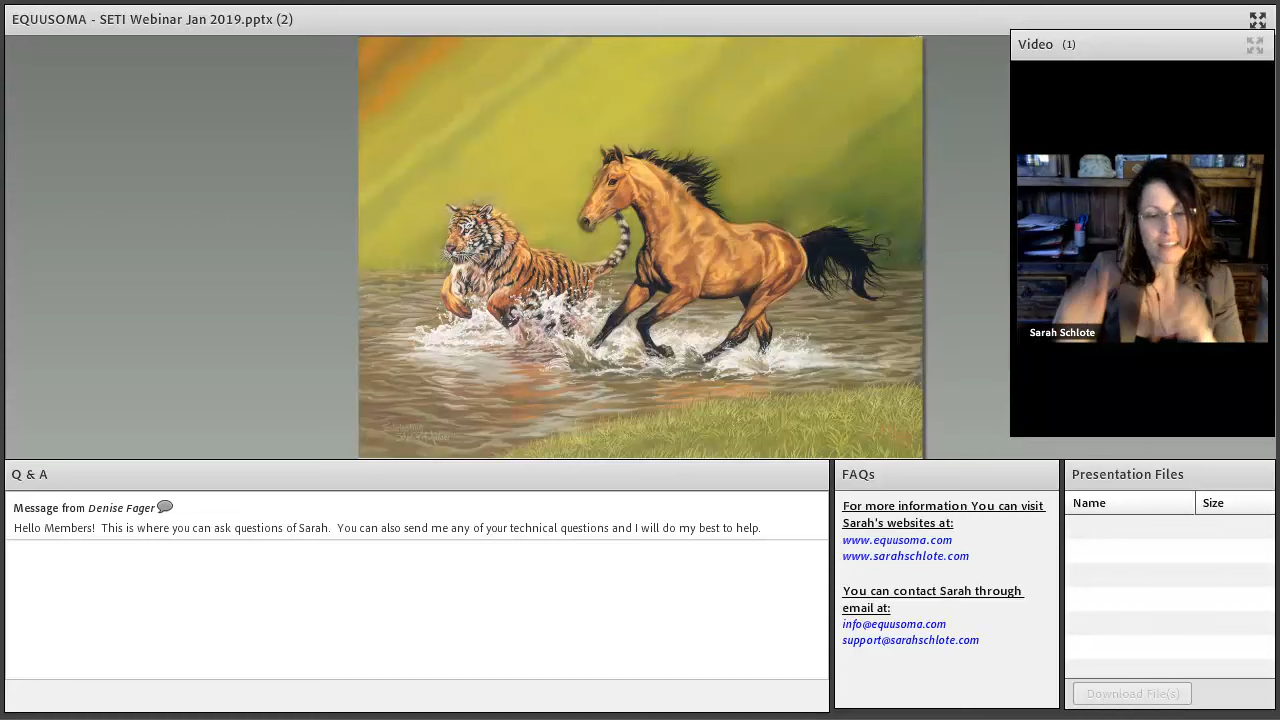 EQUUSOMA - SETI Webinar Jan 2019.pptx (2)
Video (1)
Sarah Schlote
Q & A
Message from Denise Fager
Hello Members! This is where you can ask questions of Sarah. You can also send me any of your technical questions and I will do my best to help.
FAQs
For more information You can visit
Sarah's websites at:
www.equusoma.com
www.sarahschlote.com
You can contact Sarah through
email at:
info@equusoma.com
support@sarahschlote.com
Presentation Files
Name Size
Download File(s)